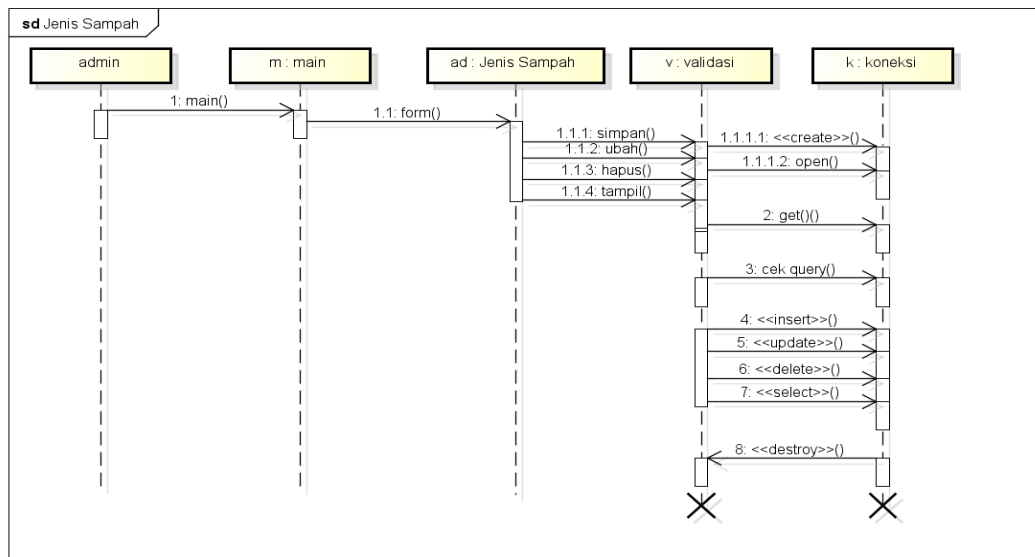 sd Jenis Sampah
admin
m : main
ad : Jenis Sampah
v : validasi
k : koneksi
1: main()
1.1: form()
1.1.1: simpan()
1.1.2: ubah()
1.1.3: hapus()
1.1.4: tampil()
1.1.1.1: <<create>>()
1.1.1.2: open()
2: get()()
3: cek query()
4: <<insert>>()
5: <<update>>()
6: <<delete>>()
7: <<select>>()
8: <<destroy>>()